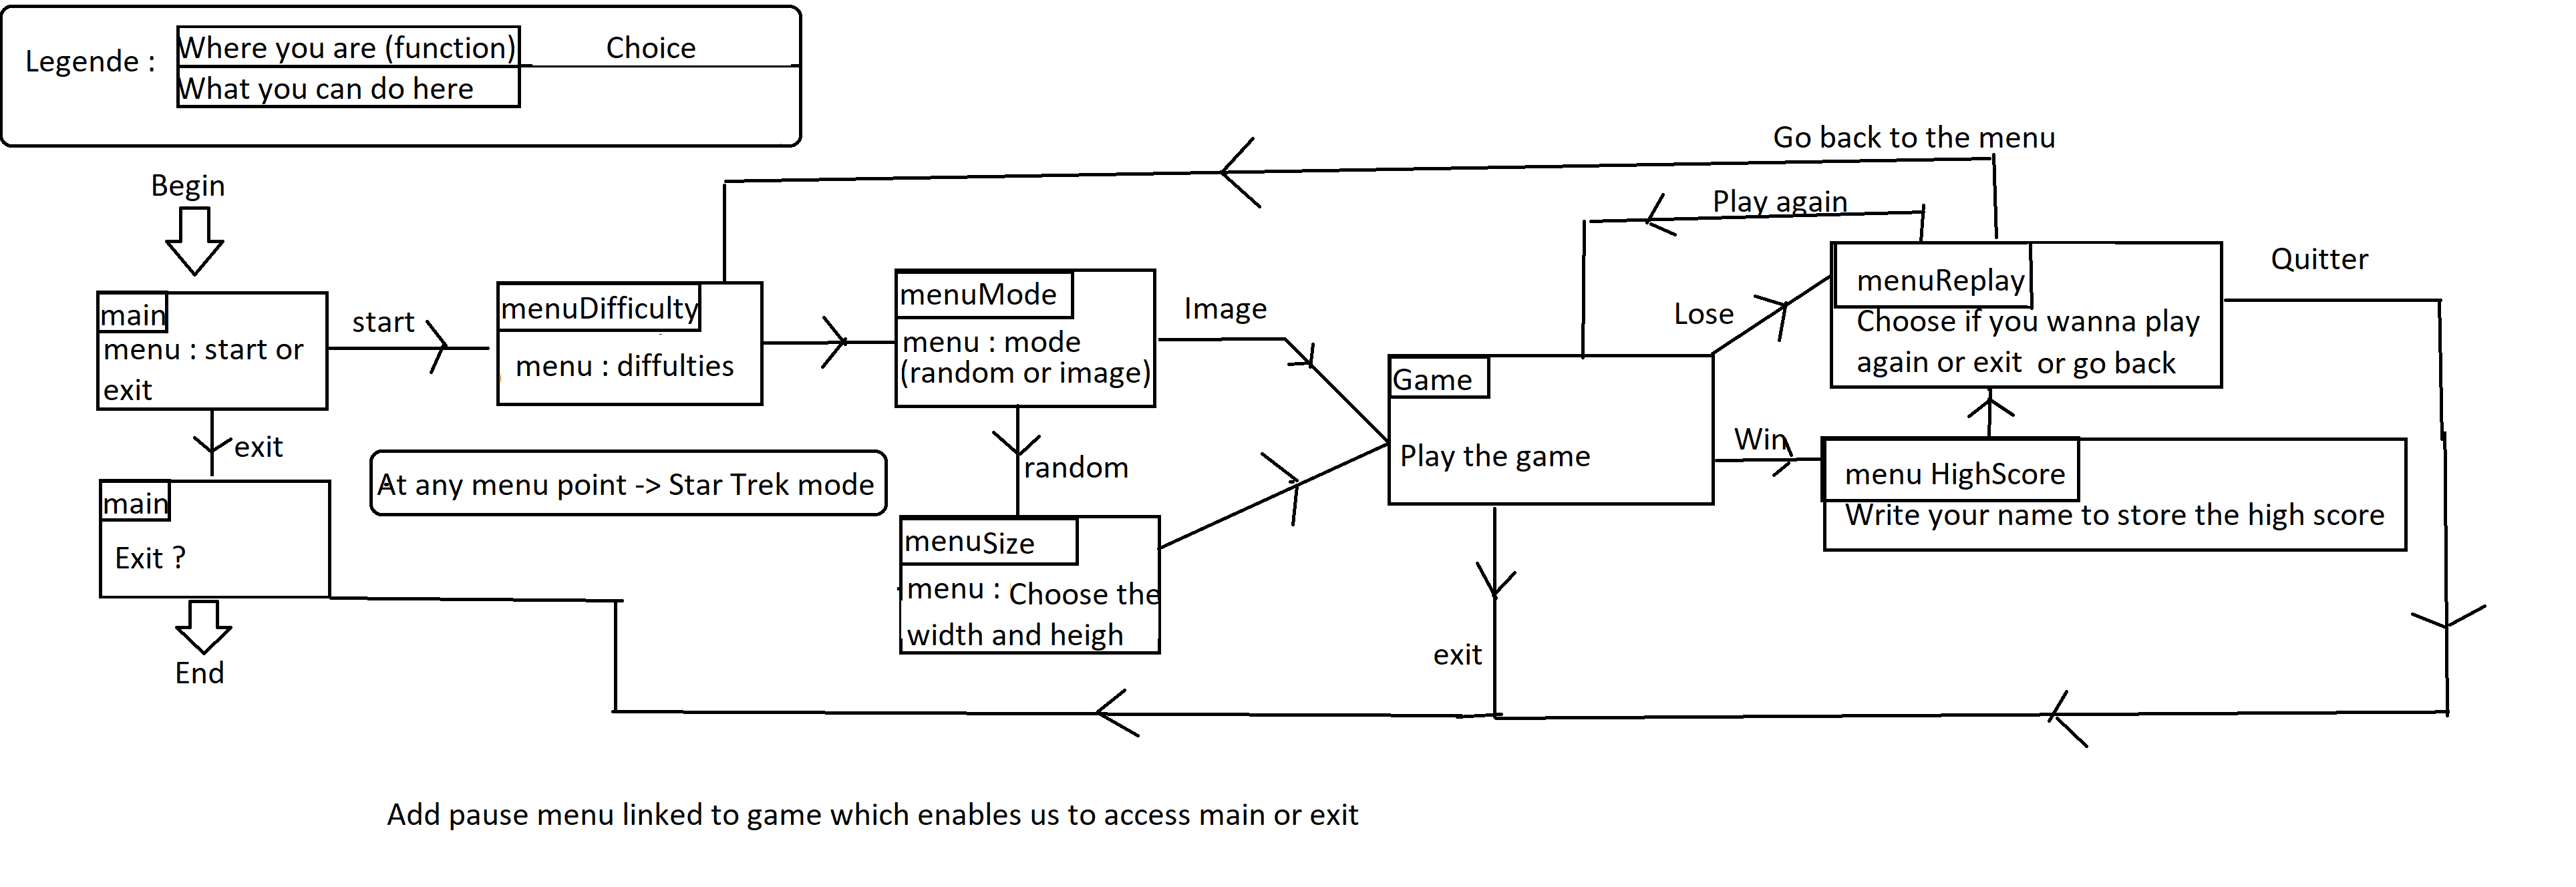 Legende :
Where you are (function)
Choice
What you can do here
Go back to the menu
Begin
Play again
Quitter
main
menu : start or
exit
start
menuDifficulty
menu : diffulties
menuMode
menu : mode
(random or image)
Image
Lose
menuReplay
Choose if you wanna play
again or exit or go back
Game
Play the game
Win
menu HighScore
Write your name to store the high score
exit
At any menu point -> Star Trek mode
random
main
Exit ?
menuSize
menu : Choose the
width and heigh
exit
End
Add pause menu linked to game which enables us to access main or exit